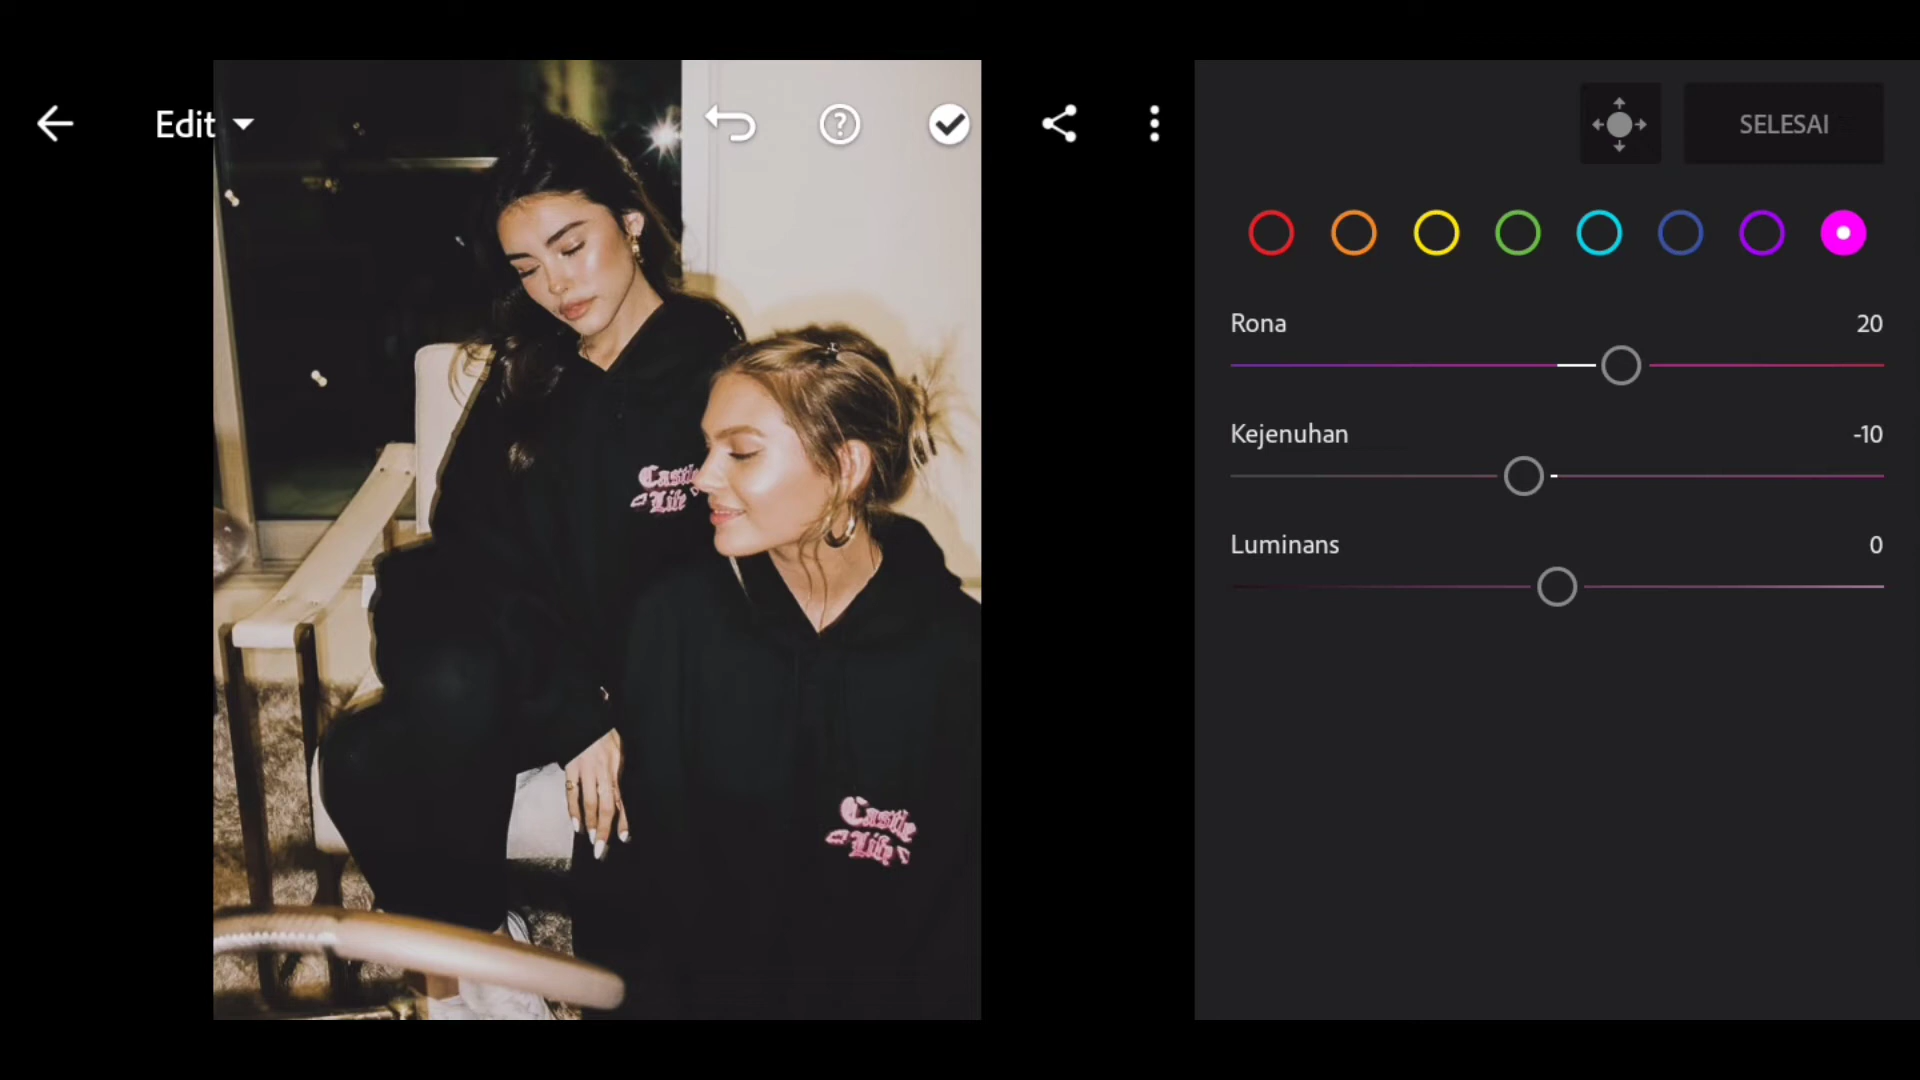 Edit
SELESAI
Rona 20
Kejenuhan -10
Luminans 0
Castle
Life
Castle
Life